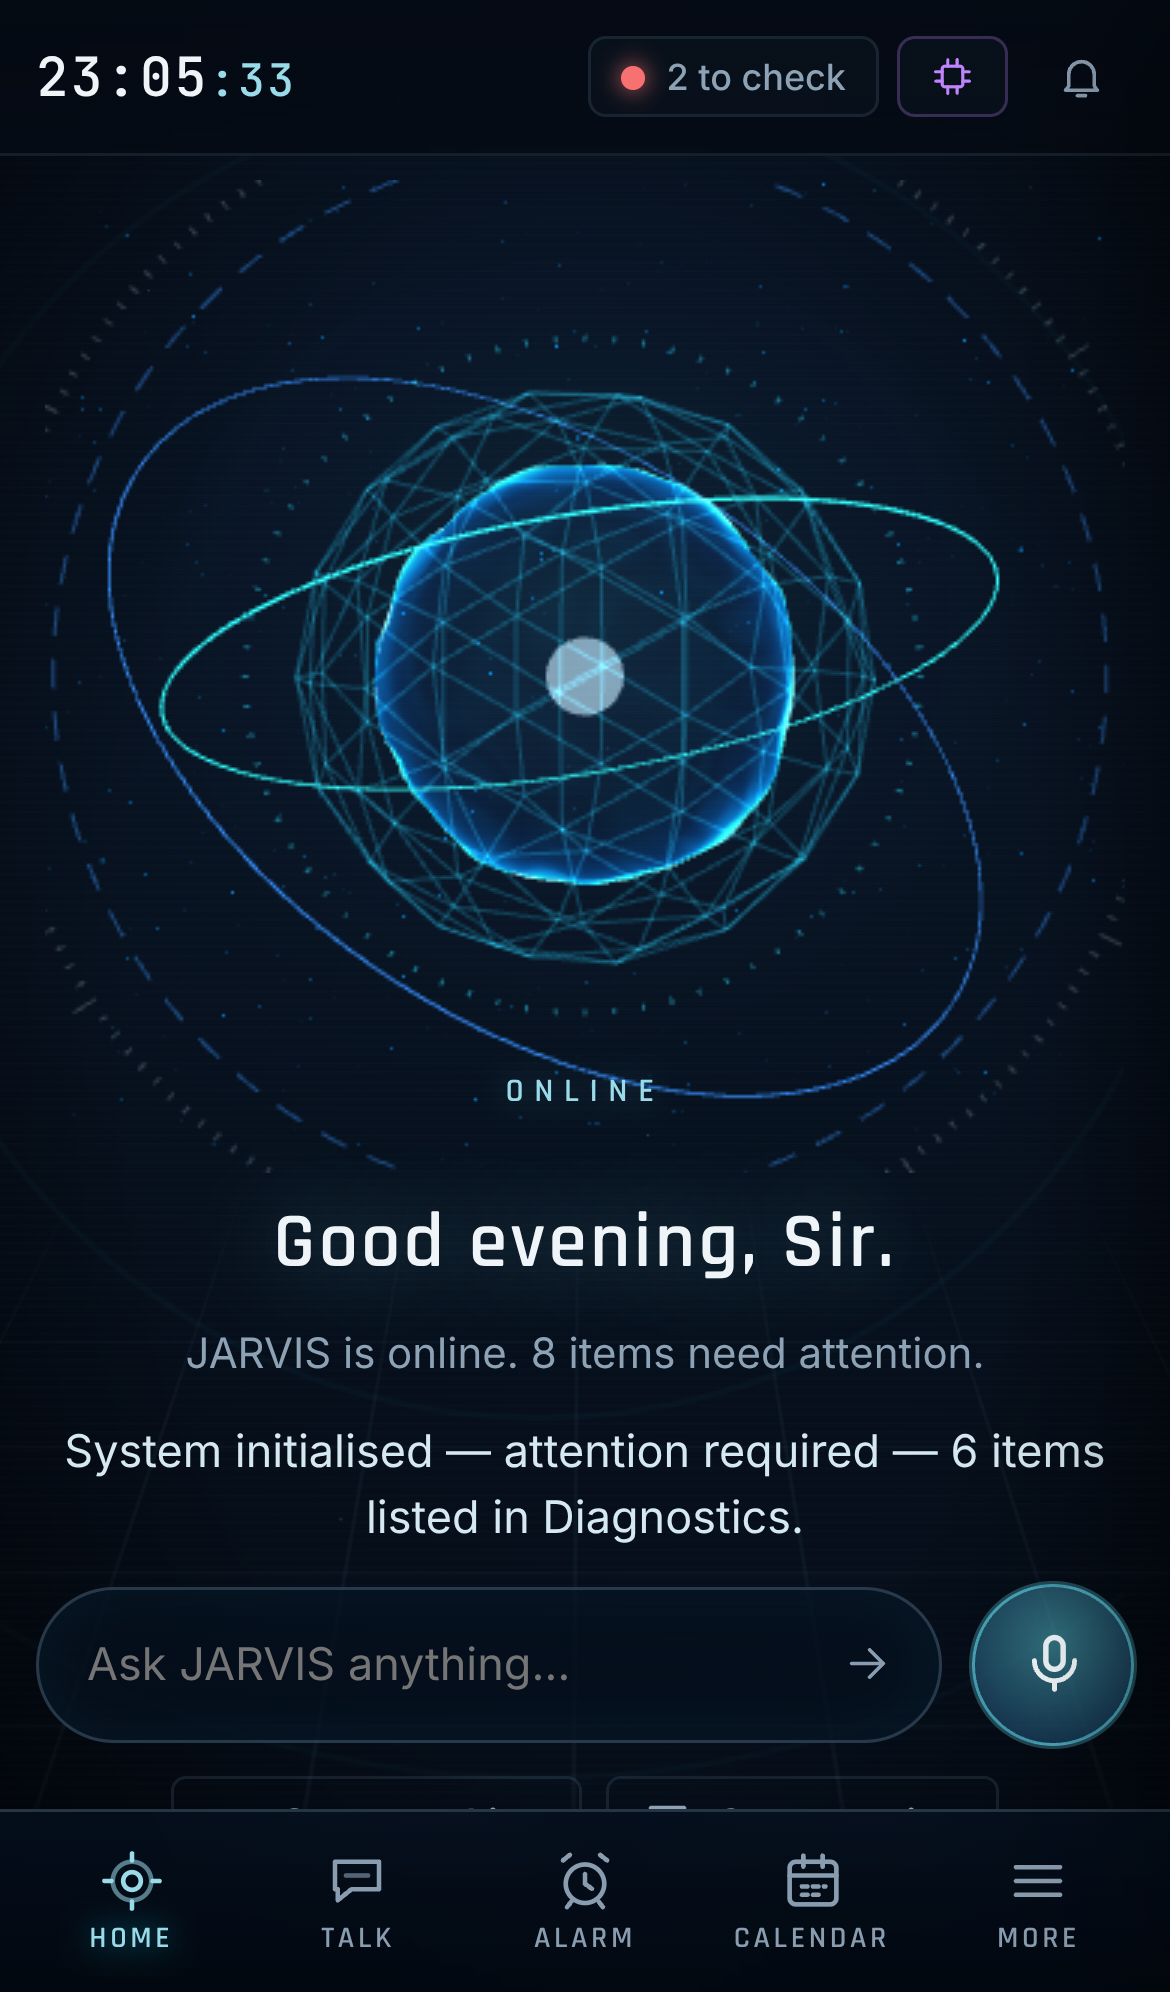 23:05:33
2 to check
ONLINE
Good evening, Sir.
JARVIS is online. 8 items need attention.
System initialised — attention required — 6 items
listed in Diagnostics.
Ask JARVIS anything...
HOME
TALK
ALARM
CALENDAR
MORE